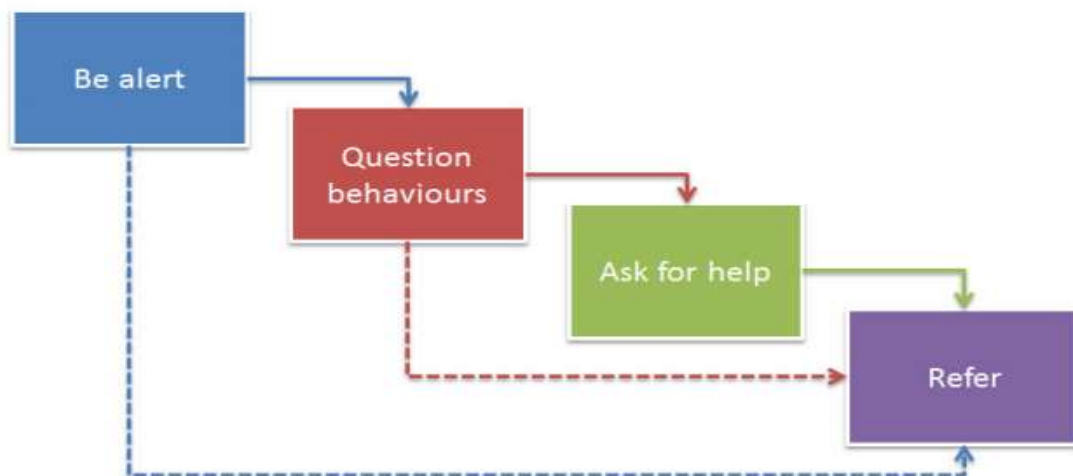 Be alert
Question
behaviours
Ask for help
Refer